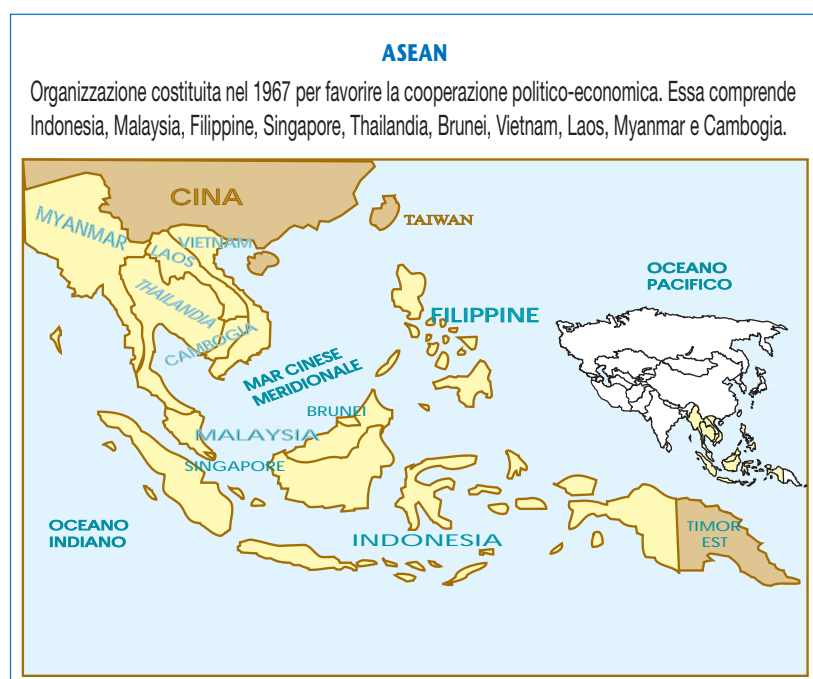 ASEAN
Organizzazione costituita nel 1967 per favorire la cooperazione politico-economica. Essa comprende
Indonesia, Malaysia, Filippine, Singapore, Thailandia, Brunei, Vietnam, Laos, Myanmar e Cambogia.
CINA
TAIWAN
MYANMAR
VIETNAM
LAOS
THAILANDIA
CAMBOGIA
OCEANO
PACIFICO
FILIPPINE
MAR CINESE
MERIDIONALE
BRUNEI
MALAYSIA
SINGAPORE
OCEANO
INDIANO
INDONESIA
TIMOR
EST